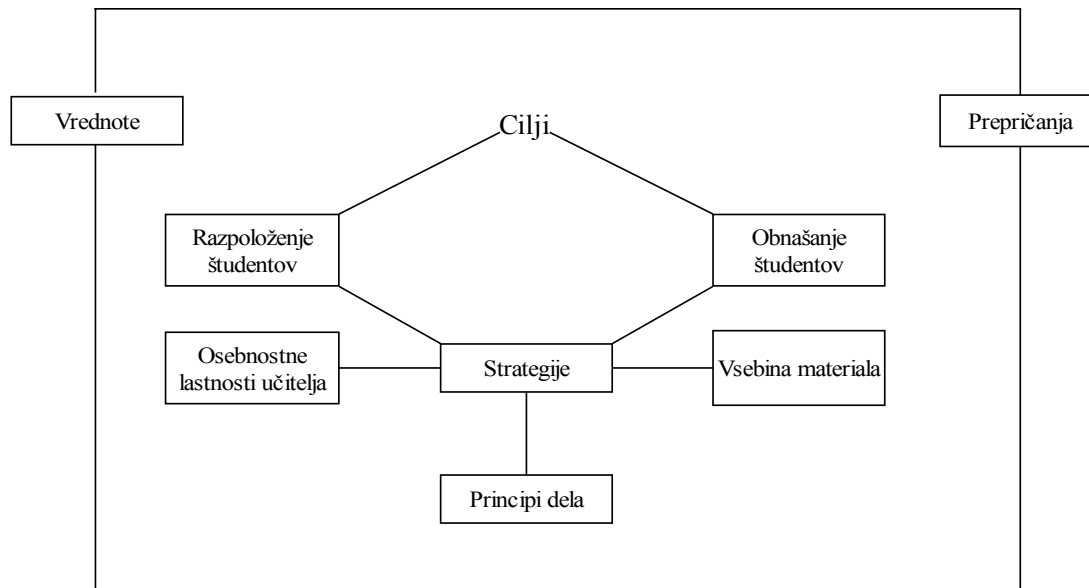 Vrednote
Prepričanja
Cilji
Razpoloženje
študentov
Obnašanje
študentov
Osebnostne
lastnosti učitelja
Strategije
Vsebina materiala
Principi dela